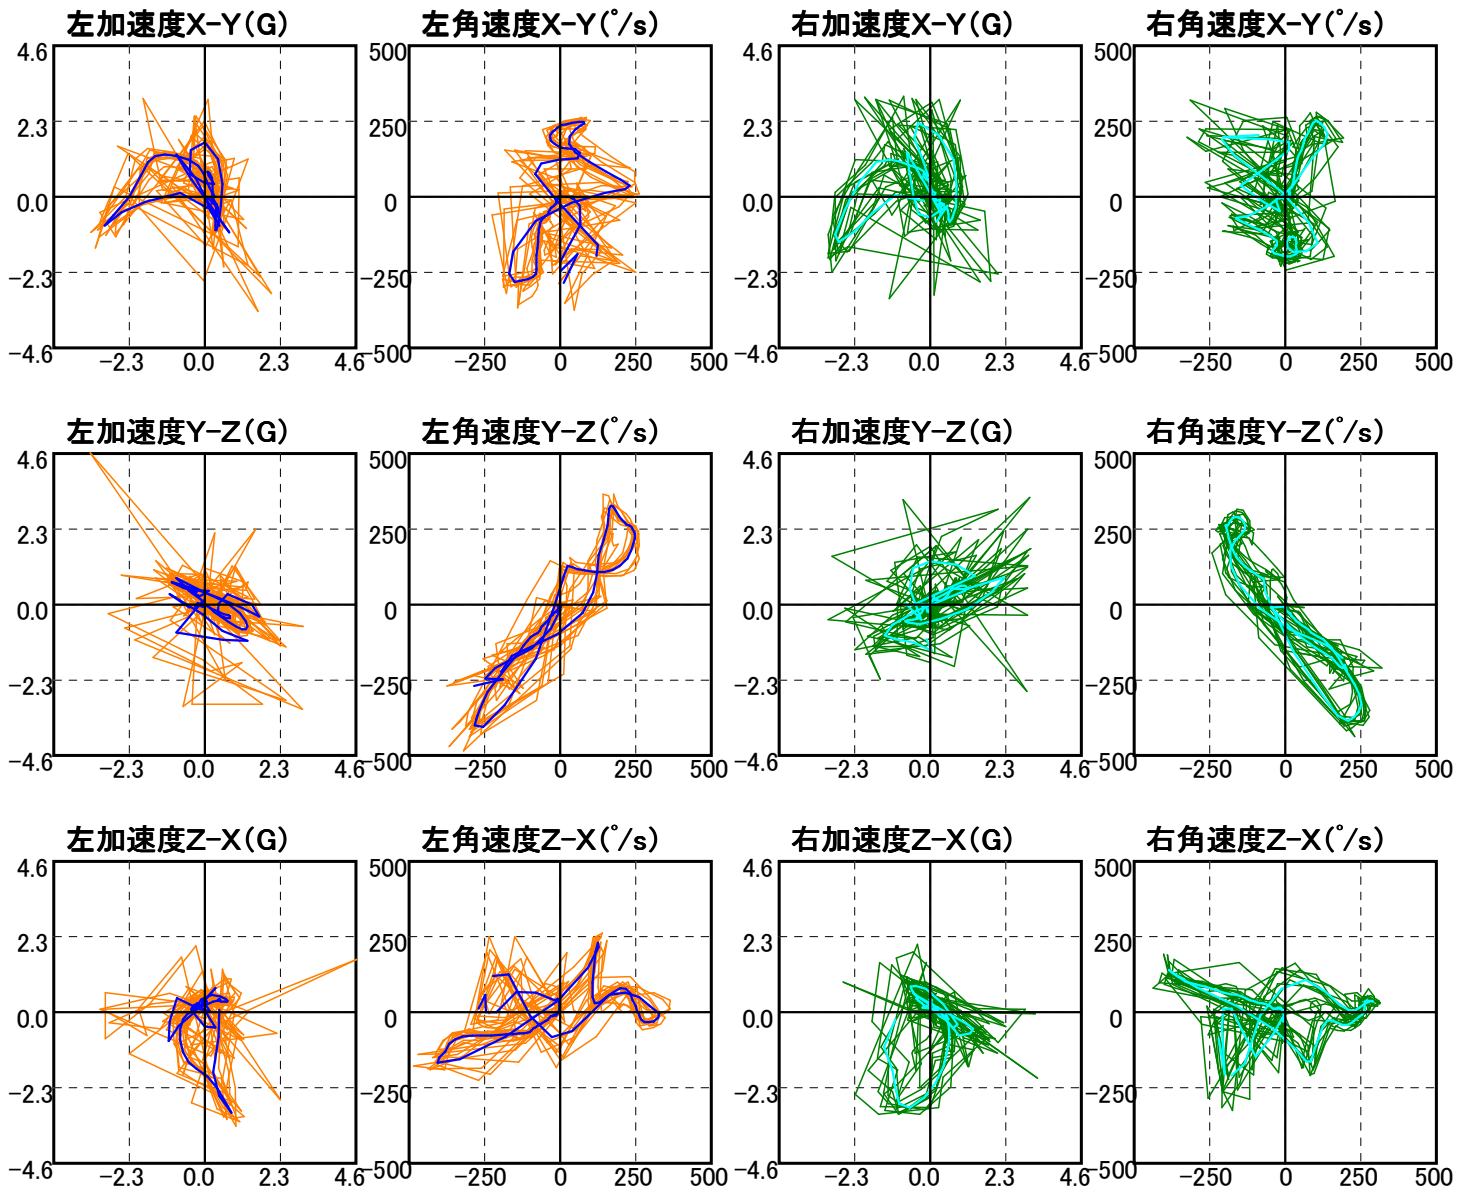 左加速度X-Y(G) 左角速度X-Y(°/s) 右加速度X-Y(G) 右角速度X-Y(°/s)
4.6 500 4.6 500
2.3 250 2.3 250
0.0 0 0.0 0
-2.3 -250 -2.3 -250
-4.6 -500 -4.6 -500
-2.3 0.0 2.3 4.6 -250 0 250 500 -2.3 0.0 2.3 4.6 -250 0 250 500
左加速度Y-Z(G) 左角速度Y-Z(°/s) 右加速度Y-Z(G) 右角速度Y-Z(°/s)
4.6 500 4.6 500
2.3 250 2.3 250
0.0 0 0.0 0
-2.3 -250 -2.3 -250
-4.6 -500 -4.6 -500
-2.3 0.0 2.3 4.6 -250 0 250 500 -2.3 0.0 2.3 4.6 -250 0 250 500
左加速度Z-X(G) 左角速度Z-X(°/s) 右加速度Z-X(G) 右角速度Z-X(°/s)
4.6 500 4.6 500
2.3 250 2.3 250
0.0 0 0.0 0
-2.3 -250 -2.3 -250
-4.6 -500 -4.6 -500
-2.3 0.0 2.3 4.6 -250 0 250 500 -2.3 0.0 2.3 4.6 -250 0 250 500